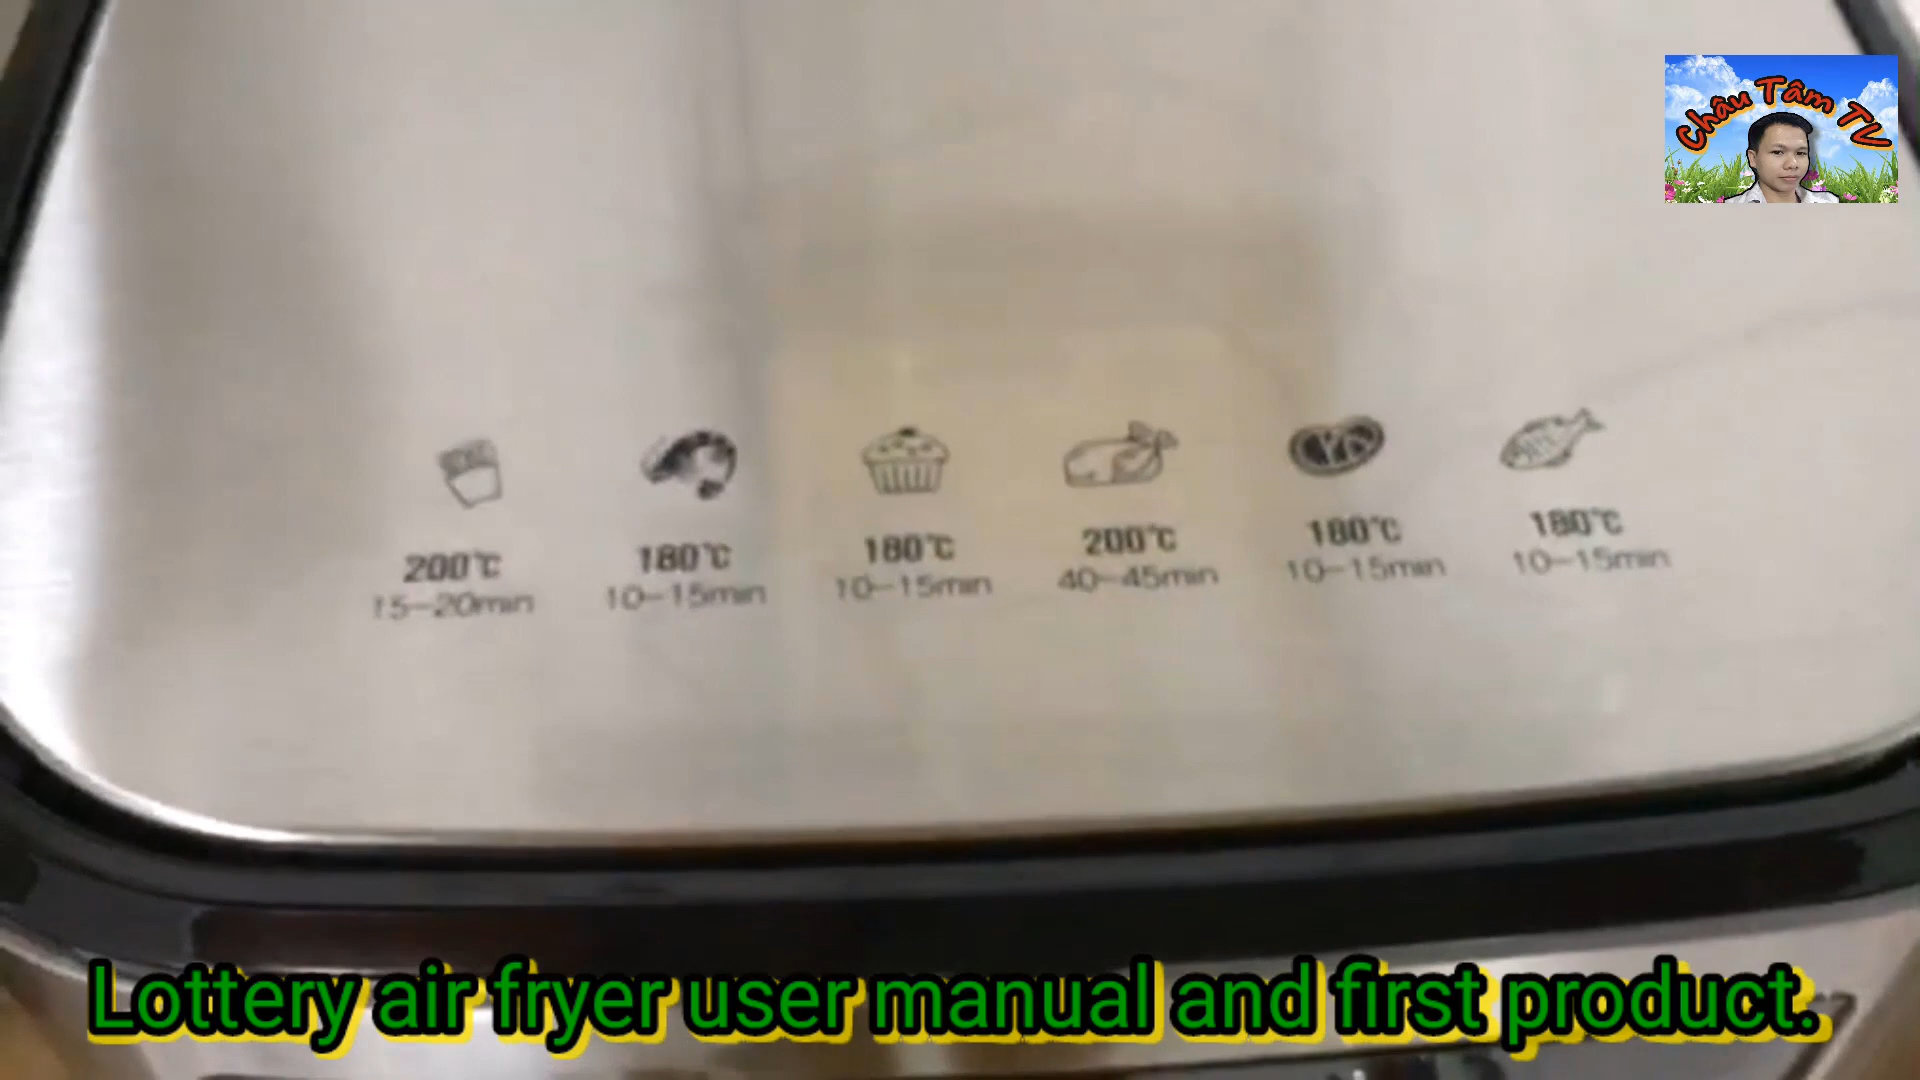 Châu Tâm TV
200℃ 180℃ 180℃ 200℃ 180℃ 180℃
15-20min 10-15min 10-15min 40-45min 10-15min 10-15min
Lottery air fryer user manual and first product.